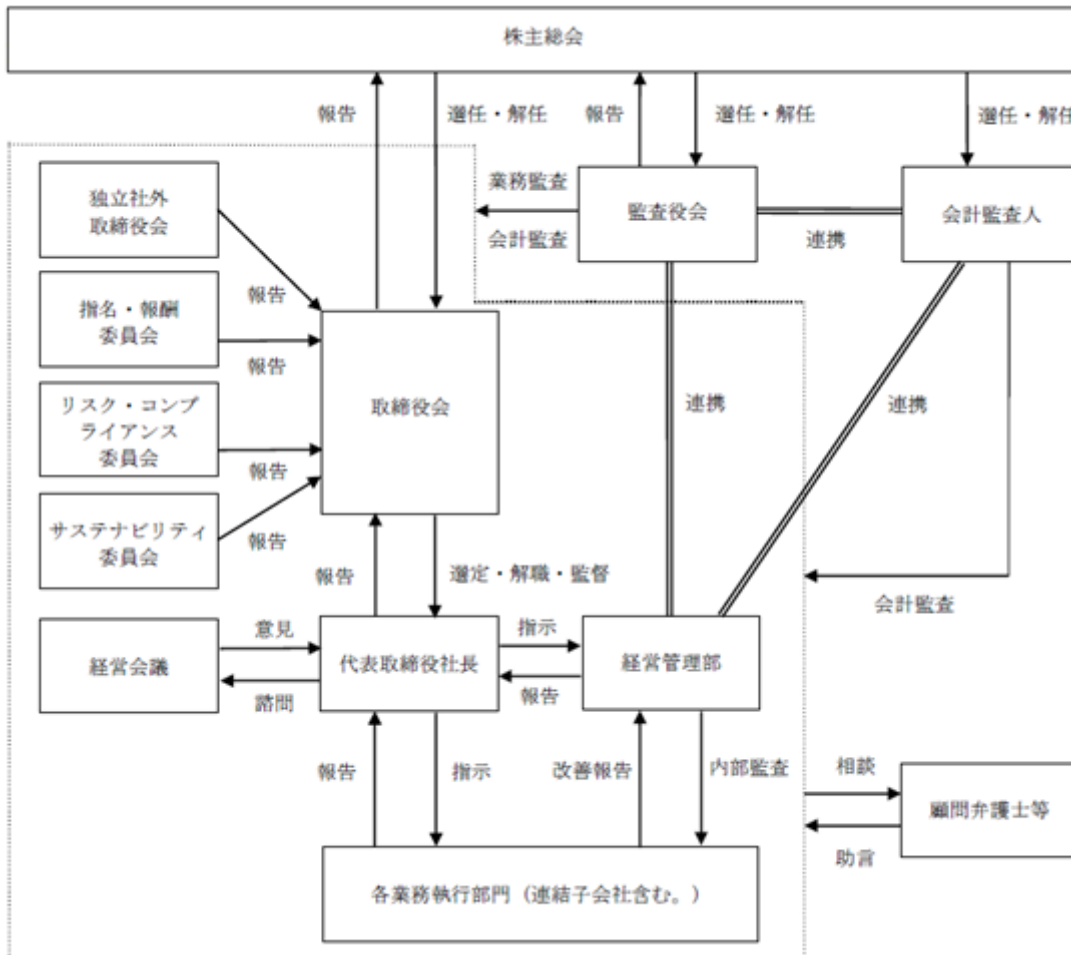 株主総会
報告
選任・解任
報告
選任・解任
選任・解任
独立社外
取締役会
業務監査
会計監査
監査役会
連携
会計監査人
指名・報酬
委員会
報告
報告
リスク・コンプ
ライアンス
委員会
報告
取締役会
連携
連携
サステナビリティ
委員会
報告
報告
選定・解職・監督
会計監査
経営会議
意見
諮問
代表取締役社長
指示
報告
経営管理部
報告
指示
改善報告
内部監査
相談
助言
顧問弁護士等
各業務執行部門（連結子会社含む。）